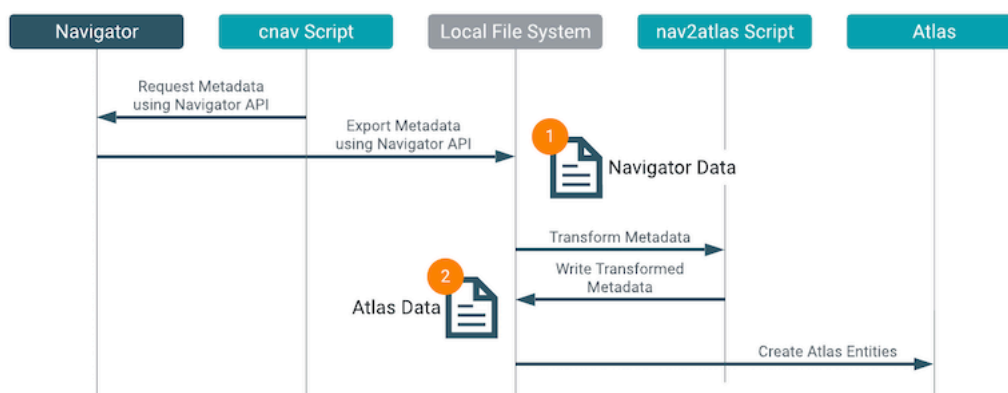 Navigator
cnav Script
Local File System
nav2atlas Script
Atlas
Request Metadata
using Navigator API
Export Metadata
using Navigator API
1
Navigator Data
Transform Metadata
Write Transformed
Metadata
2
Atlas Data
Create Atlas Entities